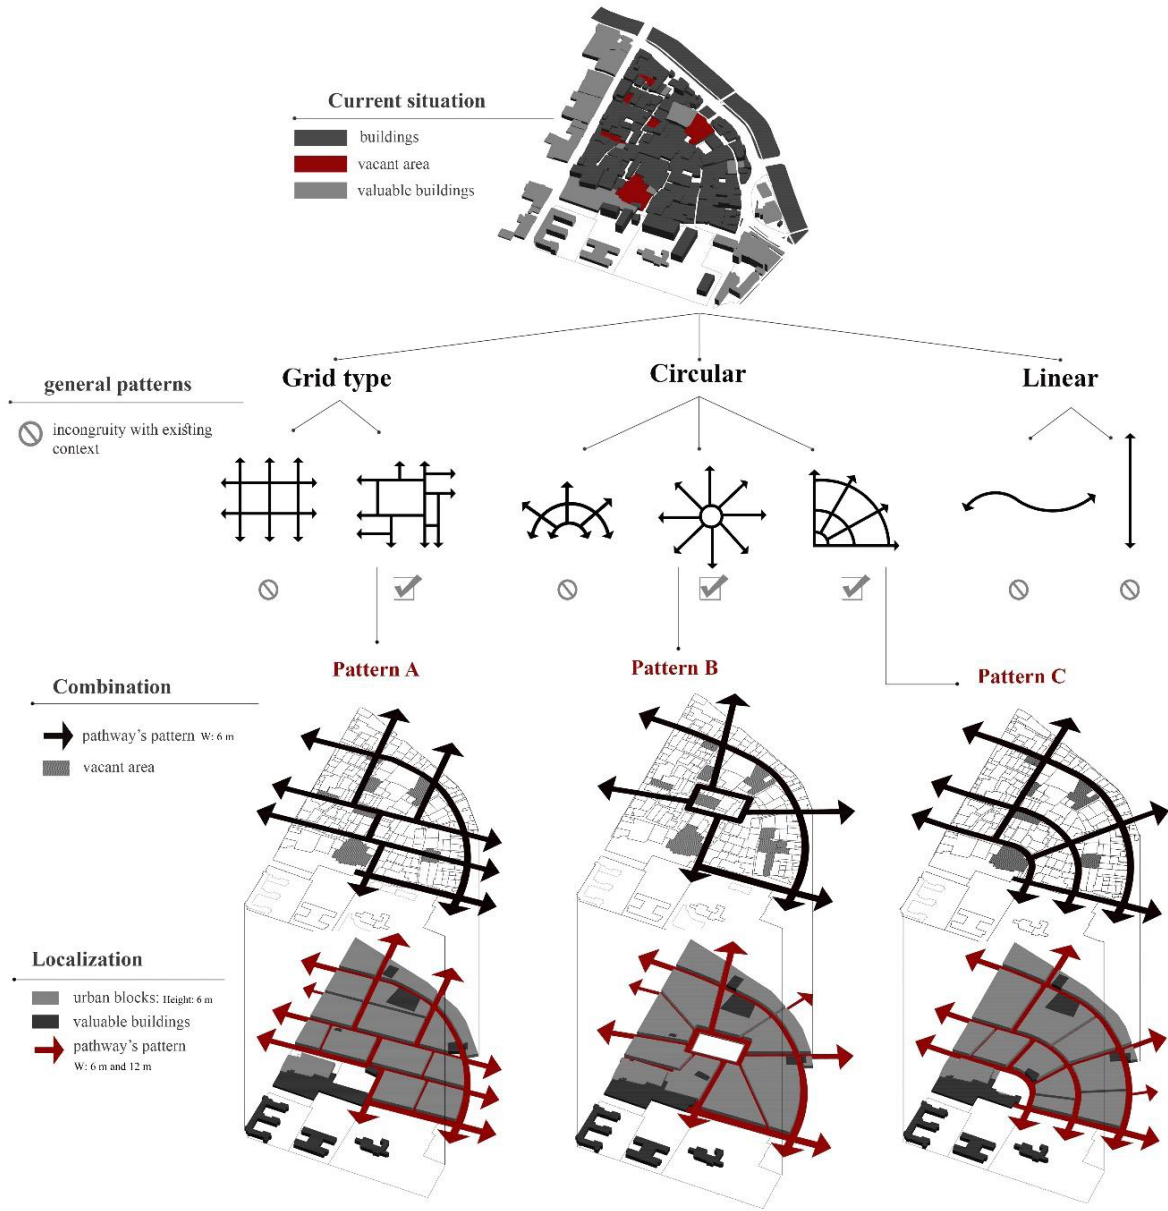 Current situation
buildings
vacant area
valuable buildings
general patterns
incongruity with existing
context
Grid type
Circular
Linear
Pattern A
Pattern B
Pattern C
Combination
pathway's pattern W: 6 m
vacant area
Localization
urban blocks: Height: 6 m
valuable buildings
pathway's pattern
W: 6 m and 12 m